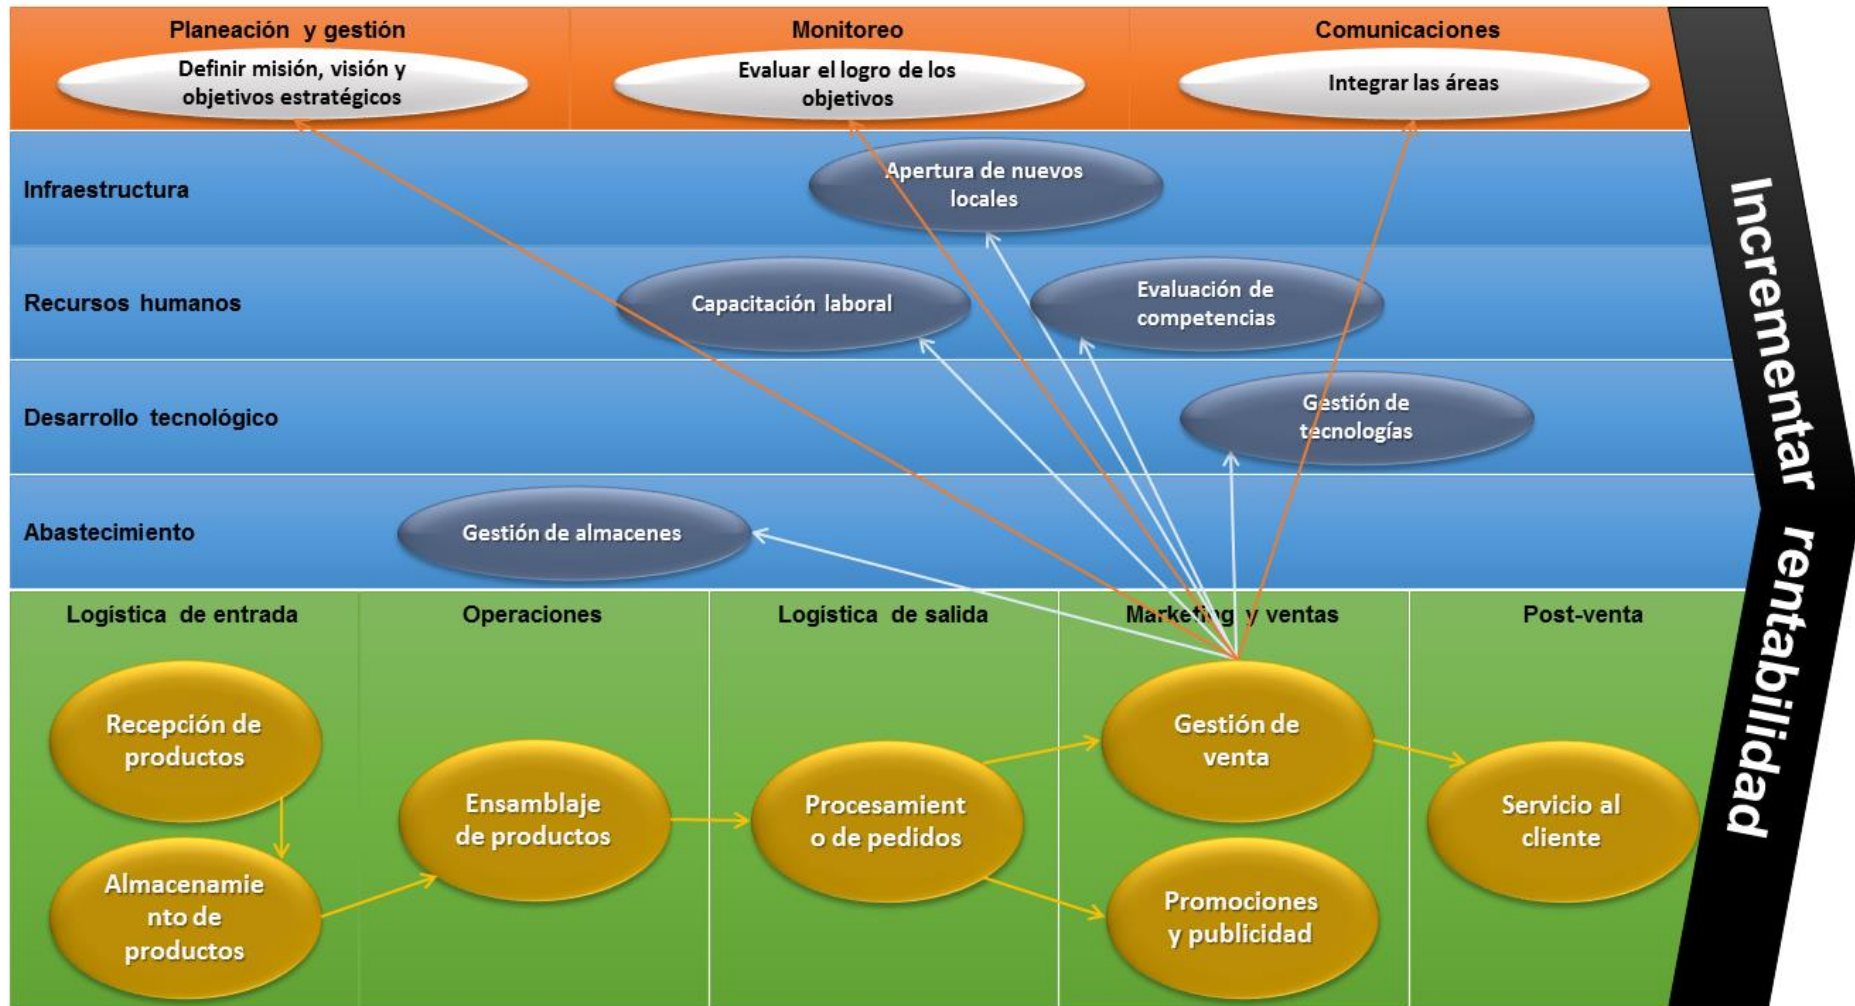 Planeación y gestión
Monitoreo
Comunicaciones
Definir misión, visión y
objetivos estratégicos
Evaluar el logro de los
objetivos
Integrar las áreas
Infraestructura
Apertura de nuevos
locales
Recursos humanos
Capacitación laboral
Evaluación de
competencias
Desarrollo tecnológico
Gestión de
tecnologías
Abastecimiento
Gestión de almacenes
Logística de entrada
Operaciones
Logística de salida
Marketing y ventas
Post-venta
Recepción de
productos
Almacenamie
nto de
productos
Ensamblaje
de productos
Procesamient
o de pedidos
Gestión de
venta
Promociones
y publicidad
Servicio al
cliente
Incrementar rentabilidad